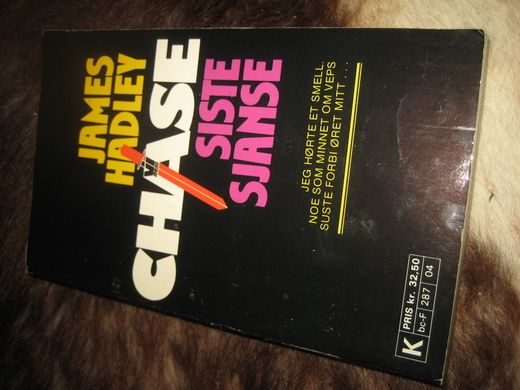 JAMES
HADLEY
CHASE
SISTE
SJANSE
JEG HØRTE ET SMELL.
NOE SOM MINNET OM VEPS
SUSTE FORBI ØRET MITT...
K
PRIS kr. 32,50
bc-F 287 04